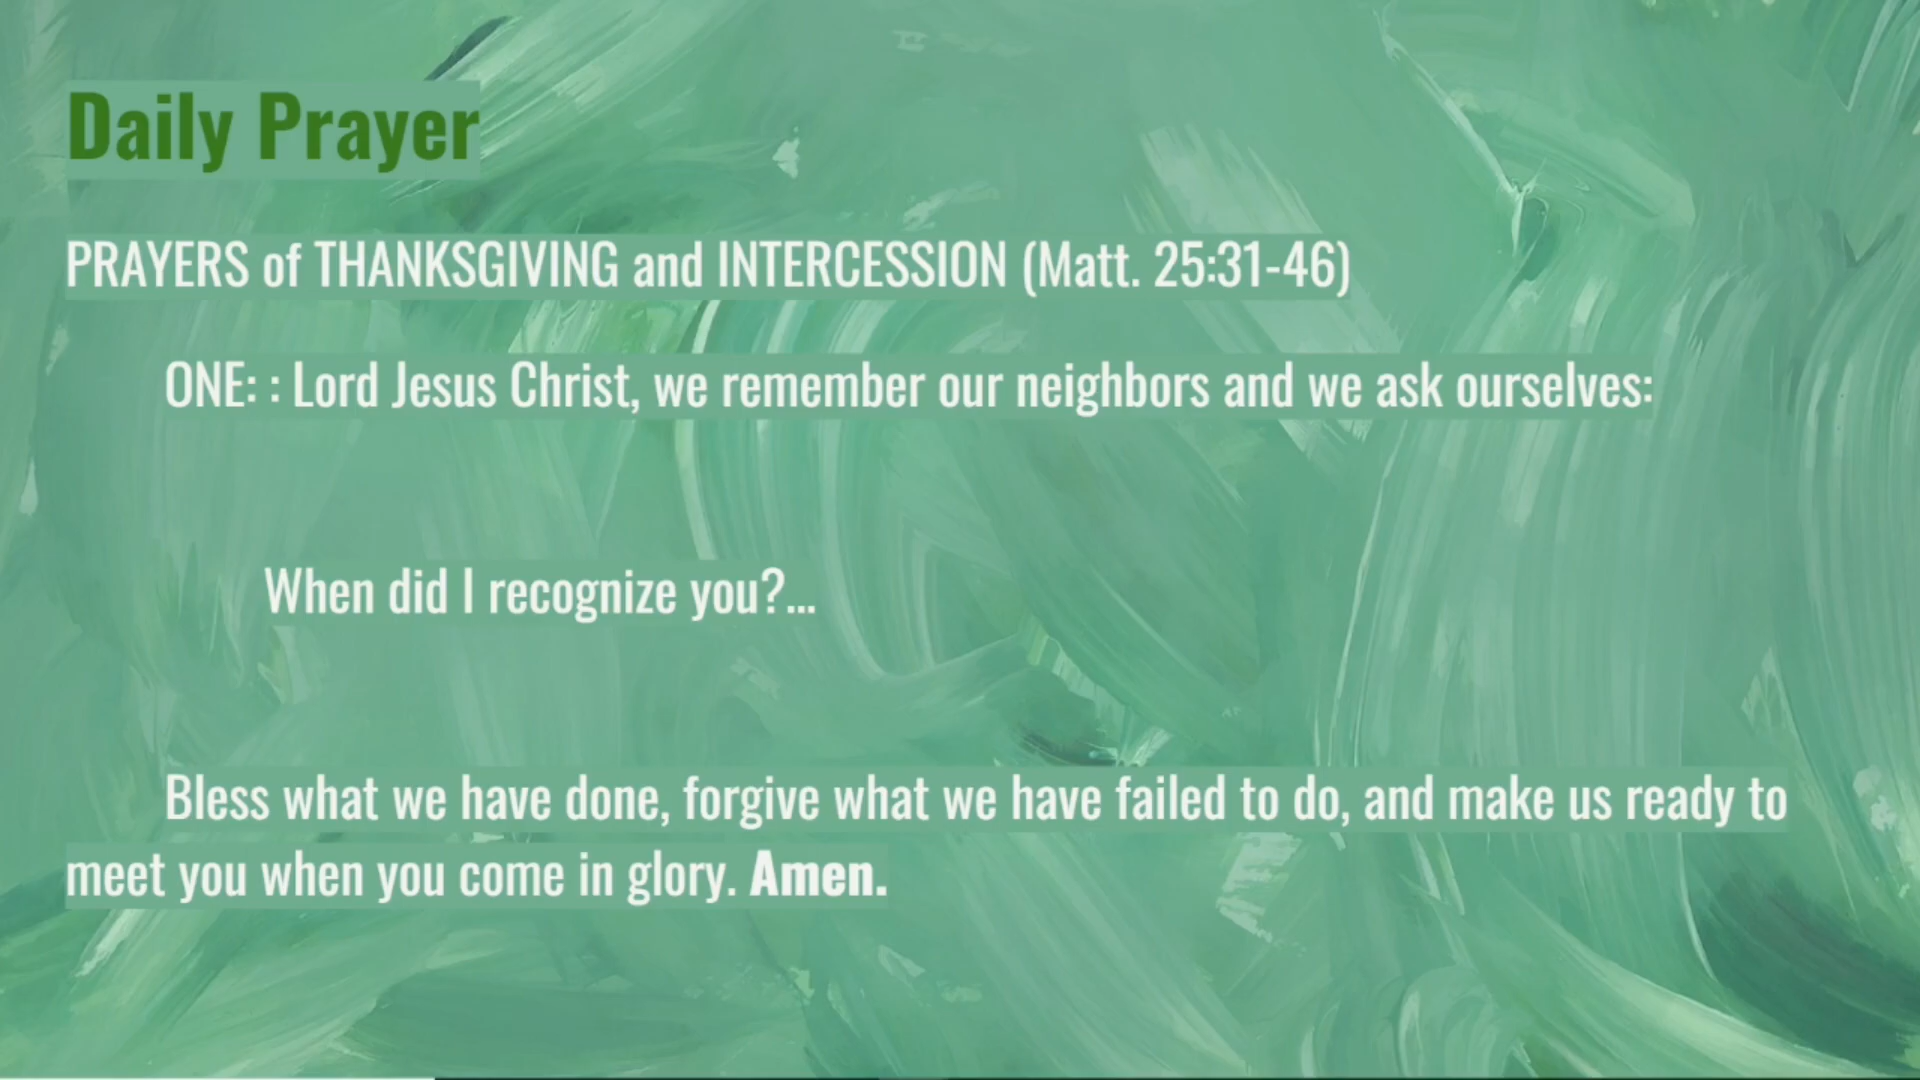 Daily Prayer
PRAYERS of THANKSGIVING and INTERCESSION (Matt. 25:31-46)
ONE: : Lord Jesus Christ, we remember our neighbors and we ask ourselves:
When did I recognize you?...
Bless what we have done, forgive what we have failed to do, and make us ready to
meet you when you come in glory. Amen.